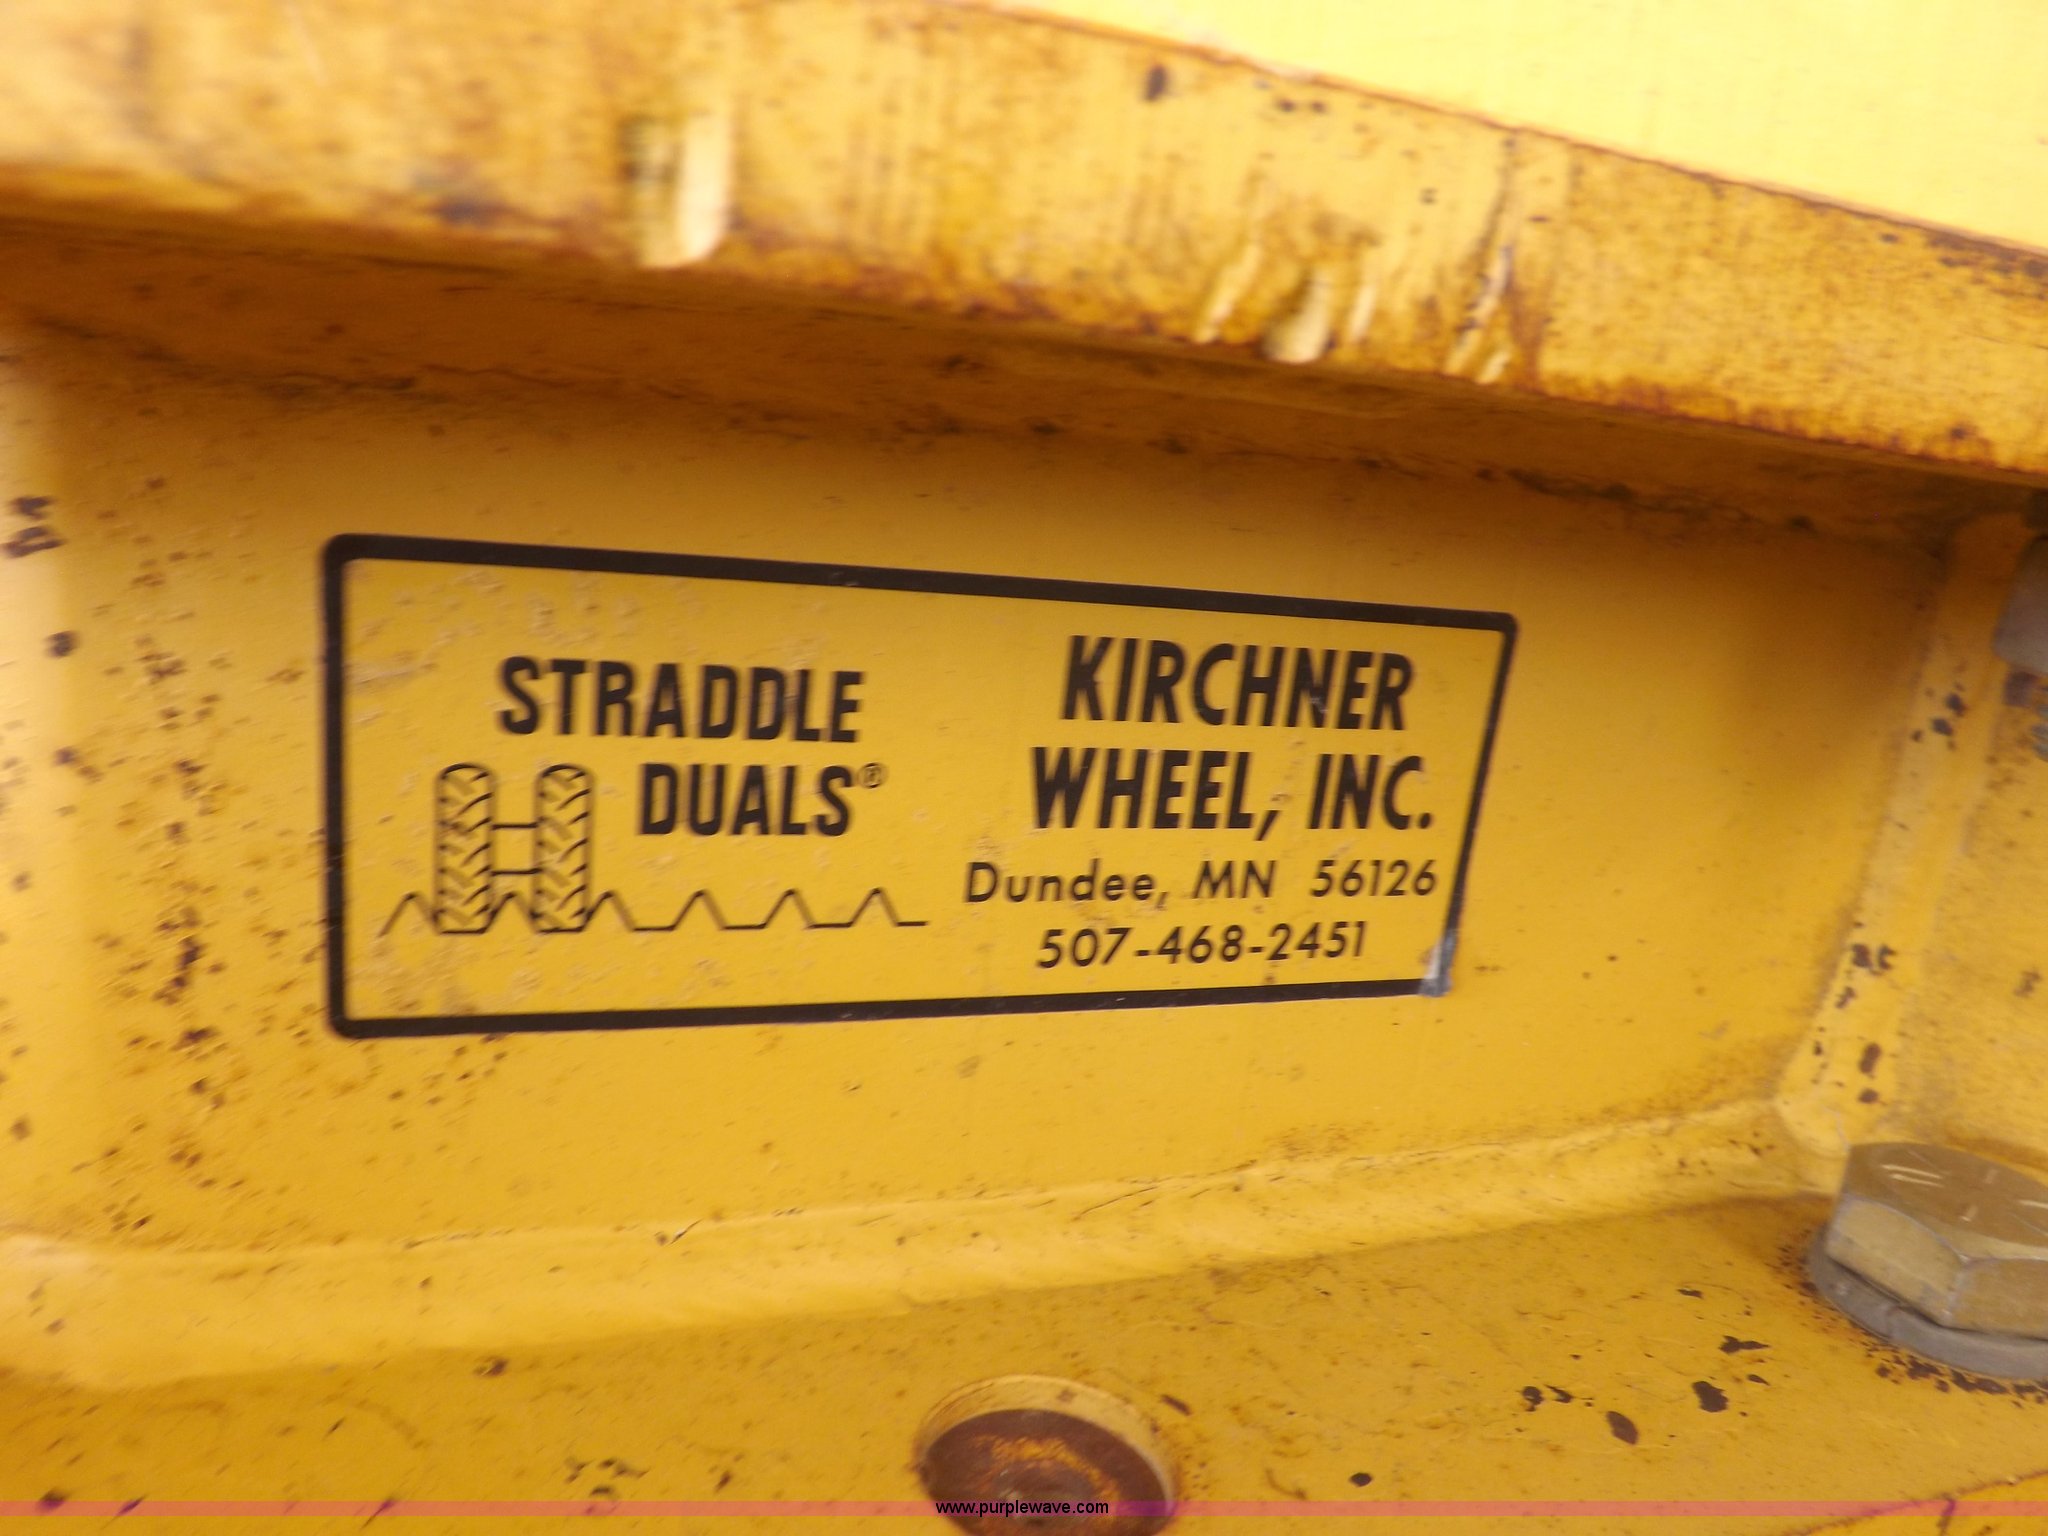 STRADDLE
DUALS®
KIRCHNER
WHEEL, INC.
Dundee, MN 56126
507-468-2451
www.purplewave.com